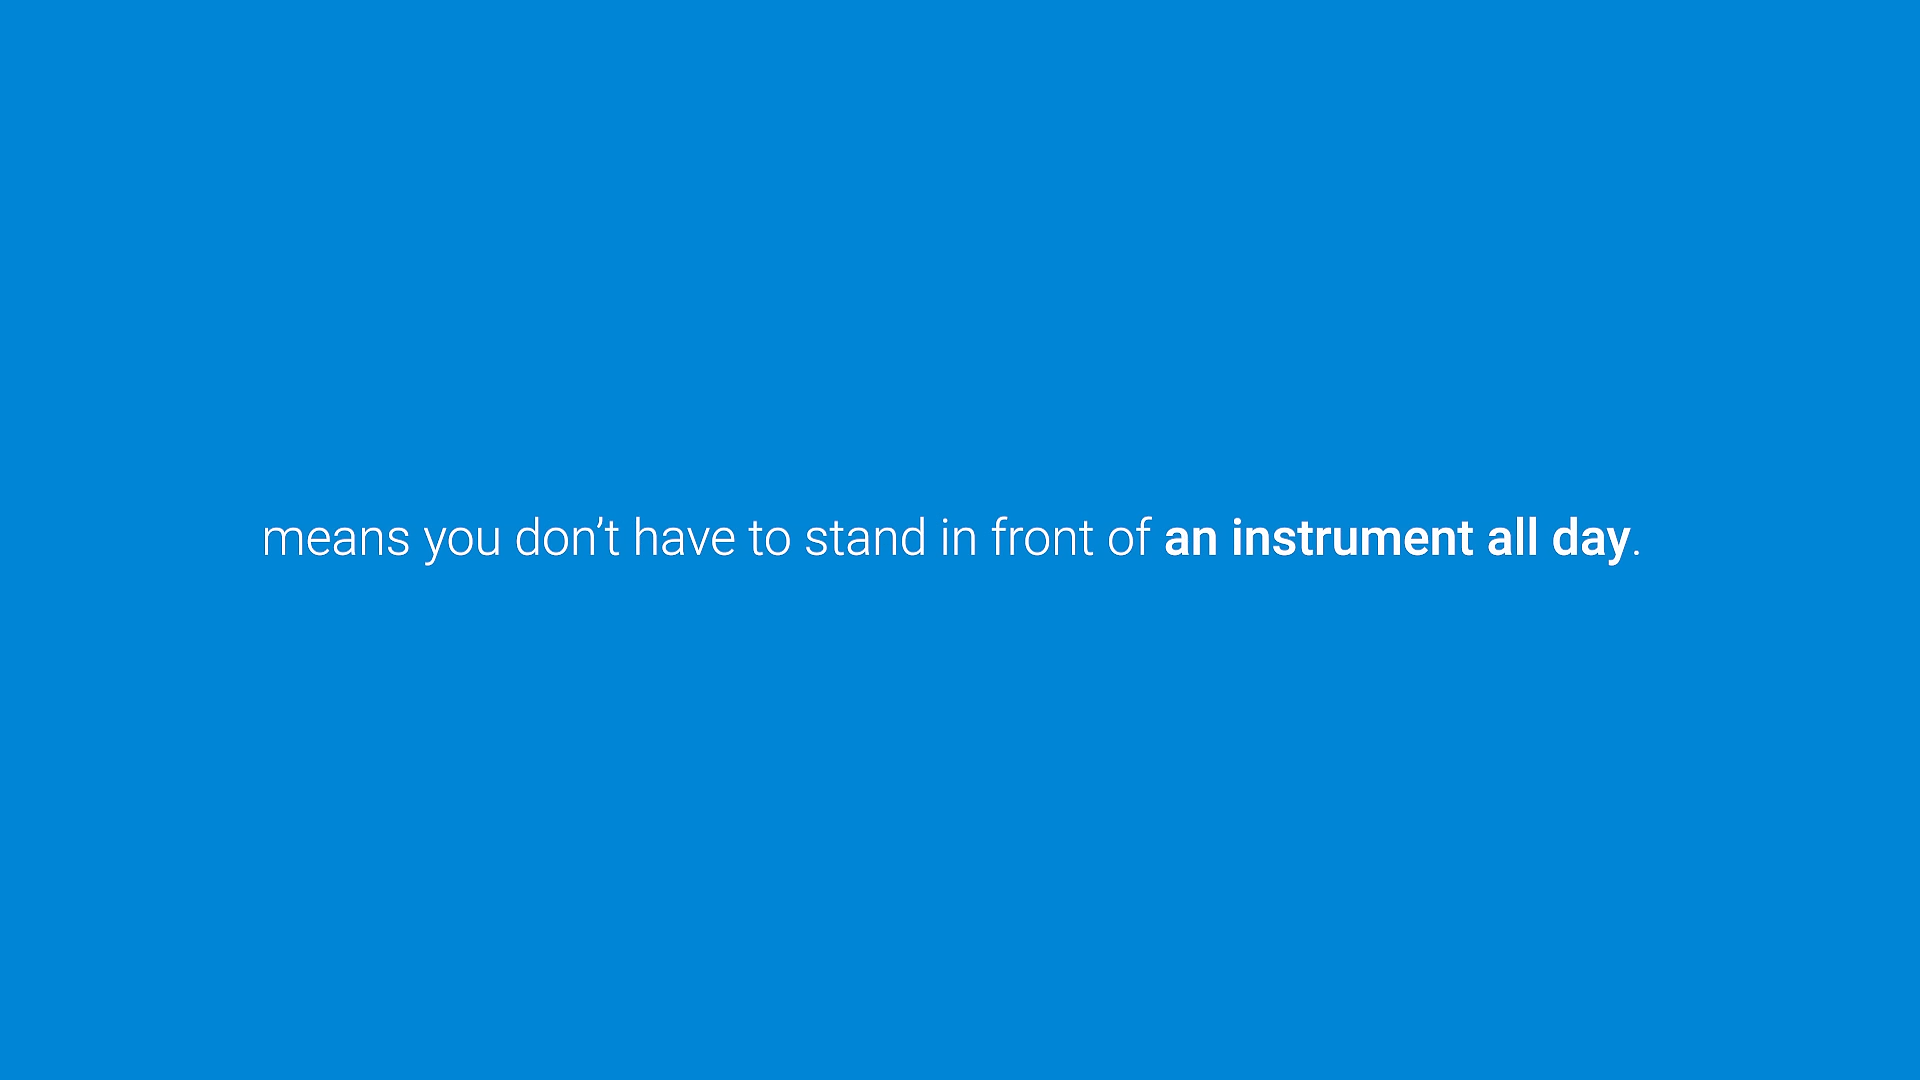 means you don’t have to stand in front of an instrument all day.